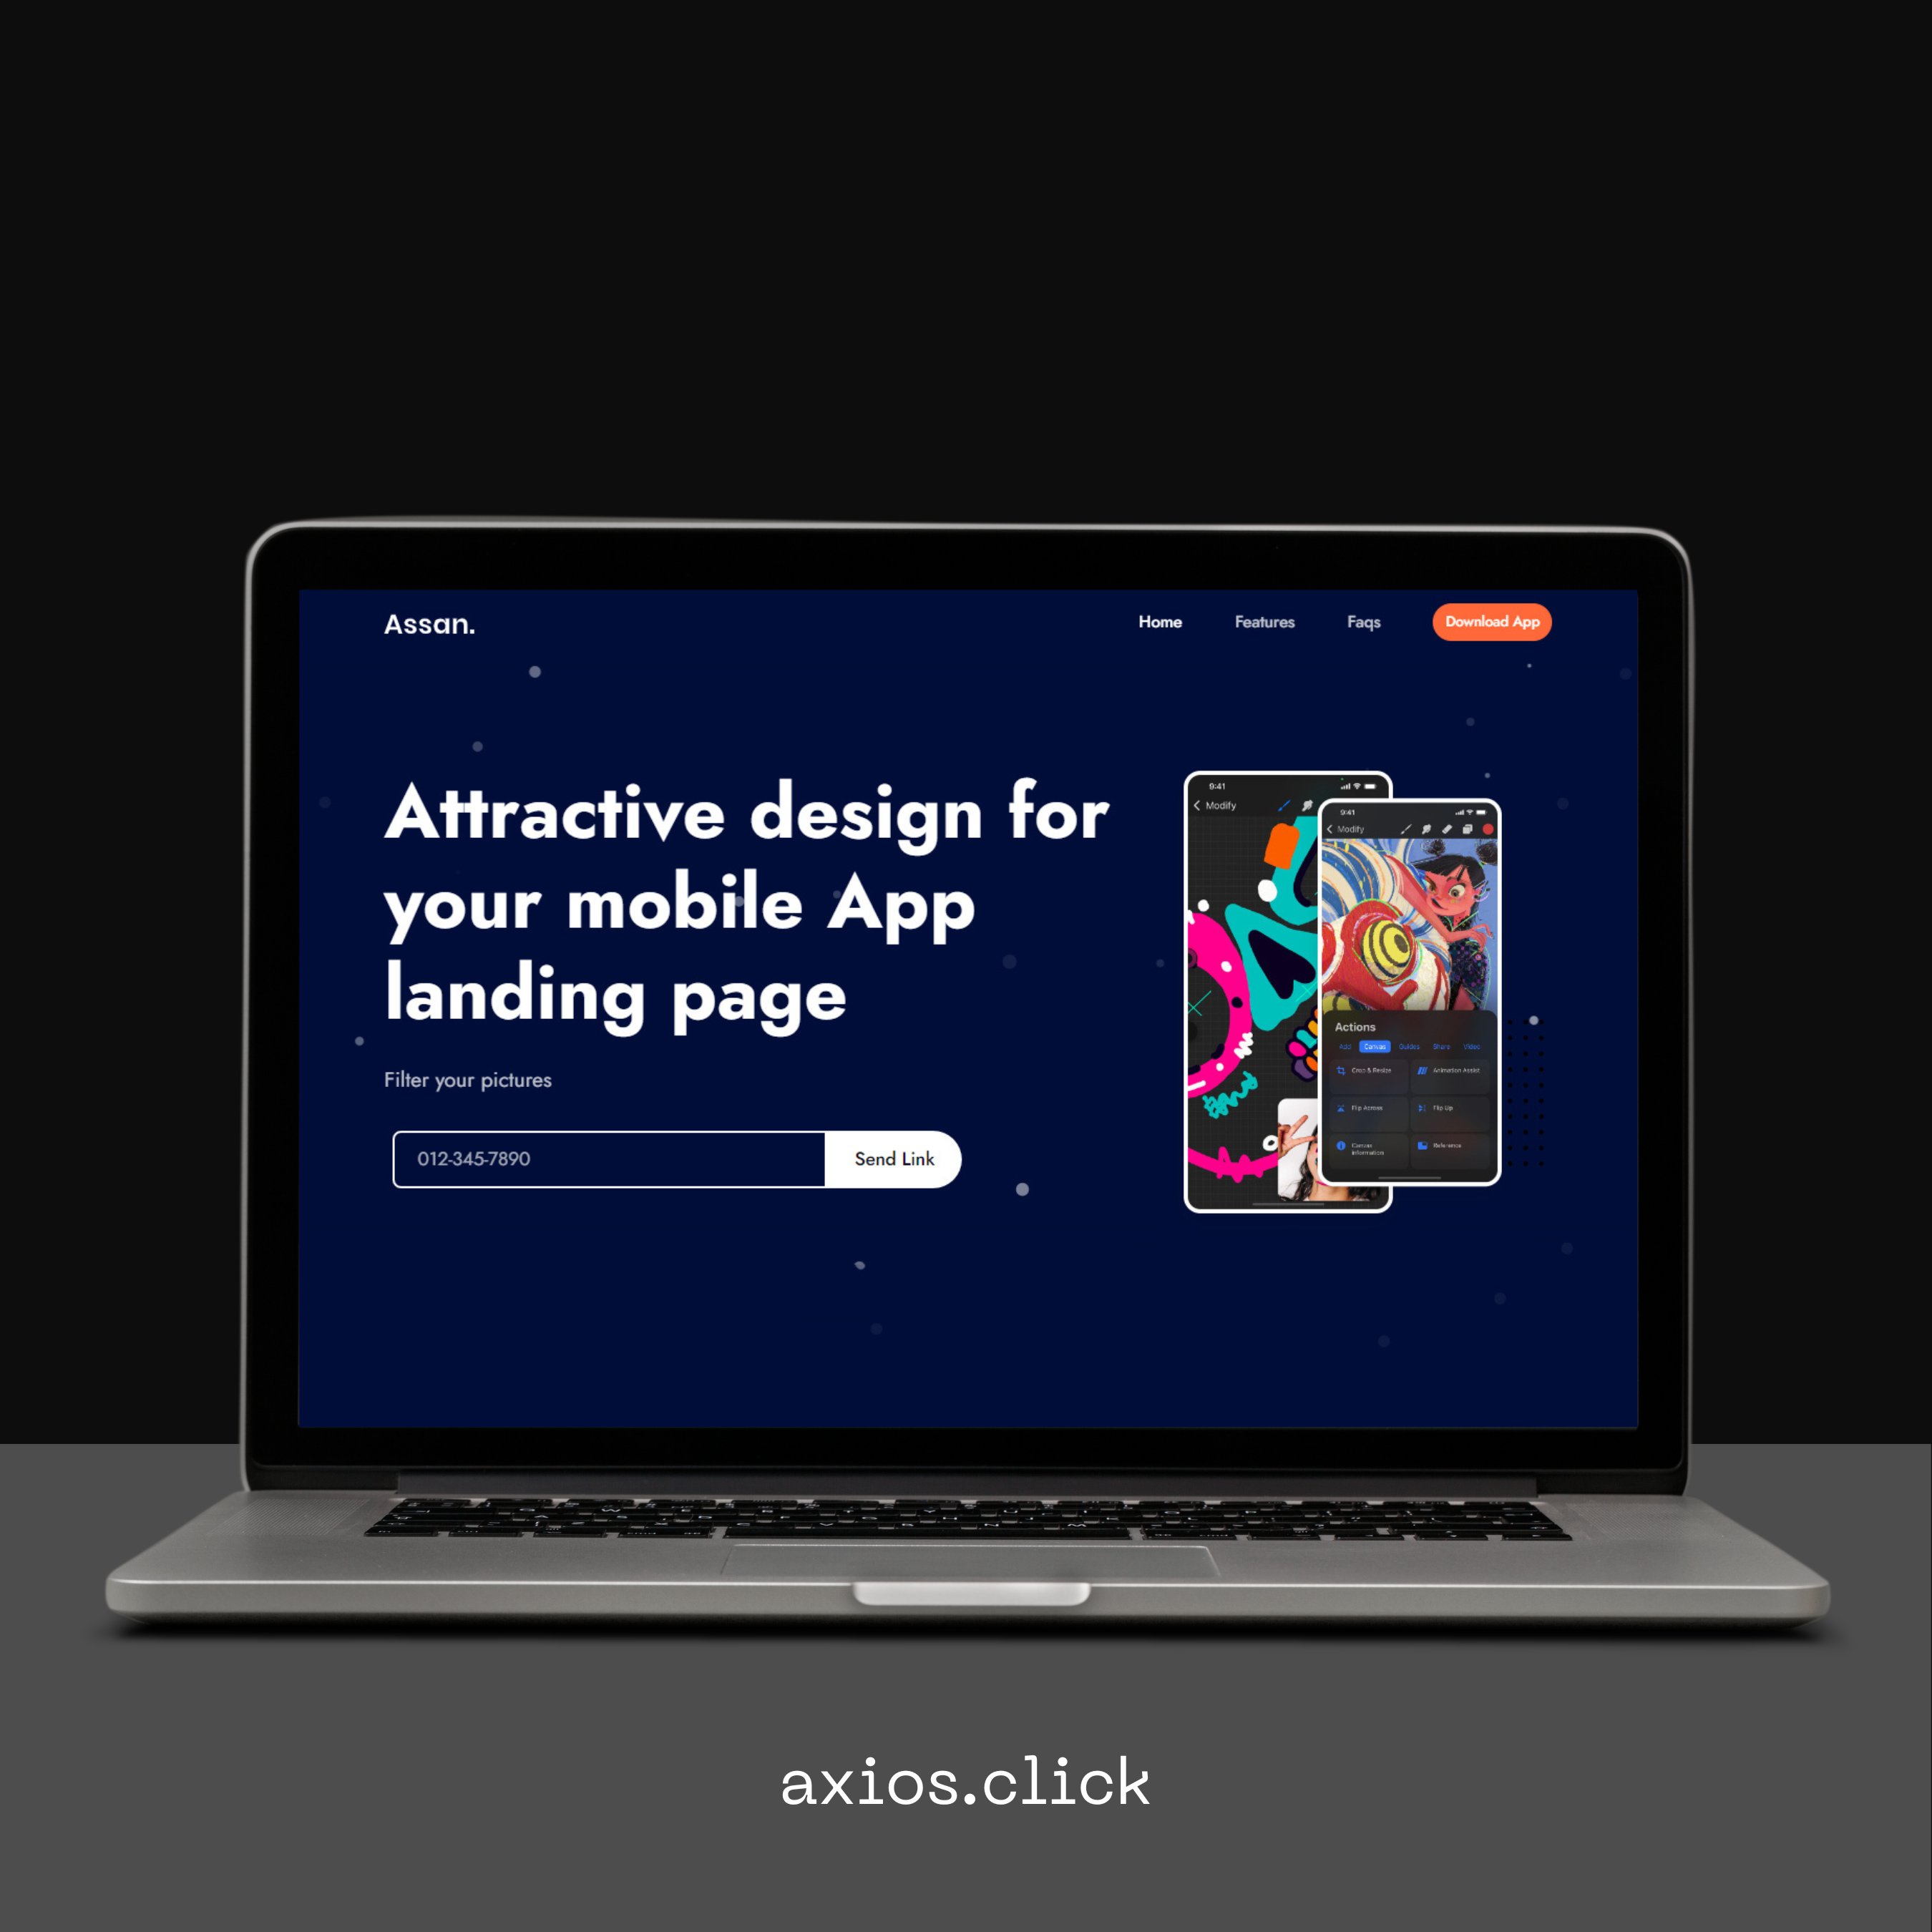 Assan.
Home Features Faqs Download App
Attractive design for
your mobile App
landing page
Filter your pictures
012-345-7890 Send Link
9:41
Modify
9:41
Modify
Actions
Add Canvas Guides Share Video
Crop & Resize Animation Assist
Flip Across Flip Up
Canvas Reference
Information
axios.click